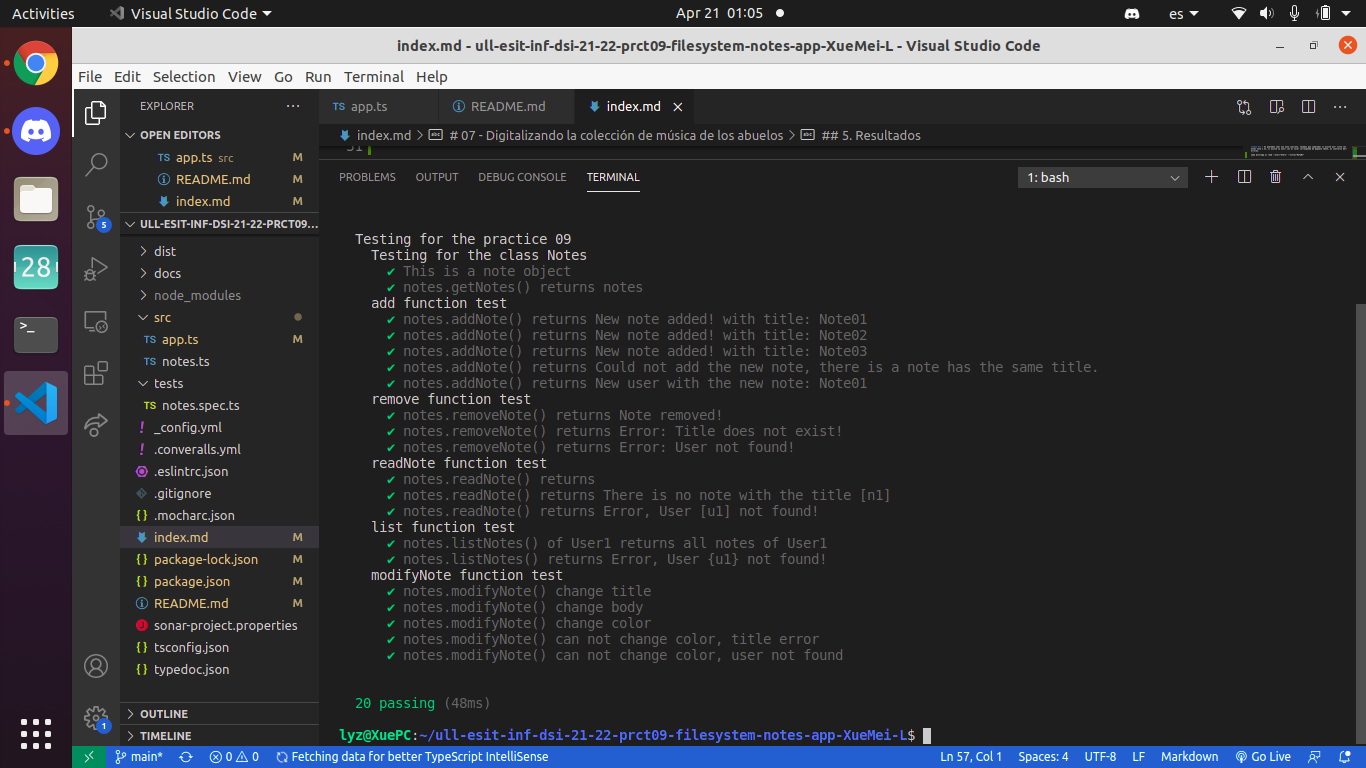 Activities
Visual Studio Code
Apr 21 01:05
es
index.md - ull-esit-inf-dsi-21-22-prct09-filesystem-notes-app-XueMei-L - Visual Studio Code
File Edit Selection View Go Run Terminal Help
EXPLORER
OPEN EDITORS
TS app.ts src M
README.md M
index.md M
ULL-ESIT-INF-DSI-21-22-PRCT09...
dist
docs
node_modules
src
TS app.ts M
TS notes.ts
tests
TS notes.spec.ts
_config.yml
.converalls.yml
.eslintrc.json
.gitignore
.mocharc.json
index.md M
package-lock.json M
package.json M
README.md M
sonar-project.properties
tsconfig.json
typedoc.json
OUTLINE
TIMELINE
28
5
1
TS app.ts
README.md
index.md
index.md > # 07 - Digitalizando la colección de música de los abuelos > ## 5. Resultados
PROBLEMS OUTPUT DEBUG CONSOLE TERMINAL
1: bash
Testing for the practice 09
Testing for the class Notes
✔ This is a note object
✔ notes.getNotes() returns notes
add function test
✔ notes.addNote() returns New note added! with title: Note01
✔ notes.addNote() returns New note added! with title: Note02
✔ notes.addNote() returns New note added! with title: Note03
✔ notes.addNote() returns Could not add the new note, there is a note has the same title.
✔ notes.addNote() returns New user with the new note: Note01
remove function test
✔ notes.removeNote() returns Note removed!
✔ notes.removeNote() returns Error: Title does not exist!
✔ notes.removeNote() returns Error: User not found!
readNote function test
✔ notes.readNote() returns
✔ notes.readNote() returns There is no note with the title [n1]
✔ notes.readNote() returns Error, User [u1] not found!
list function test
✔ notes.listNotes() of User1 returns all notes of User1
✔ notes.listNotes() returns Error, User {u1} not found!
modifyNote function test
✔ notes.modifyNote() change title
✔ notes.modifyNote() change body
✔ notes.modifyNote() change color
✔ notes.modifyNote() can not change color, title error
✔ notes.modifyNote() can not change color, user not found
20 passing (48ms)
lyz@XuePC:~/ull-esit-inf-dsi-21-22-prct09-filesystem-notes-app-XueMei-L$
main* 0 0 Fetching data for better TypeScript IntelliSense
Ln 57, Col 1 Spaces: 4 UTF-8 LF Markdown Go Live